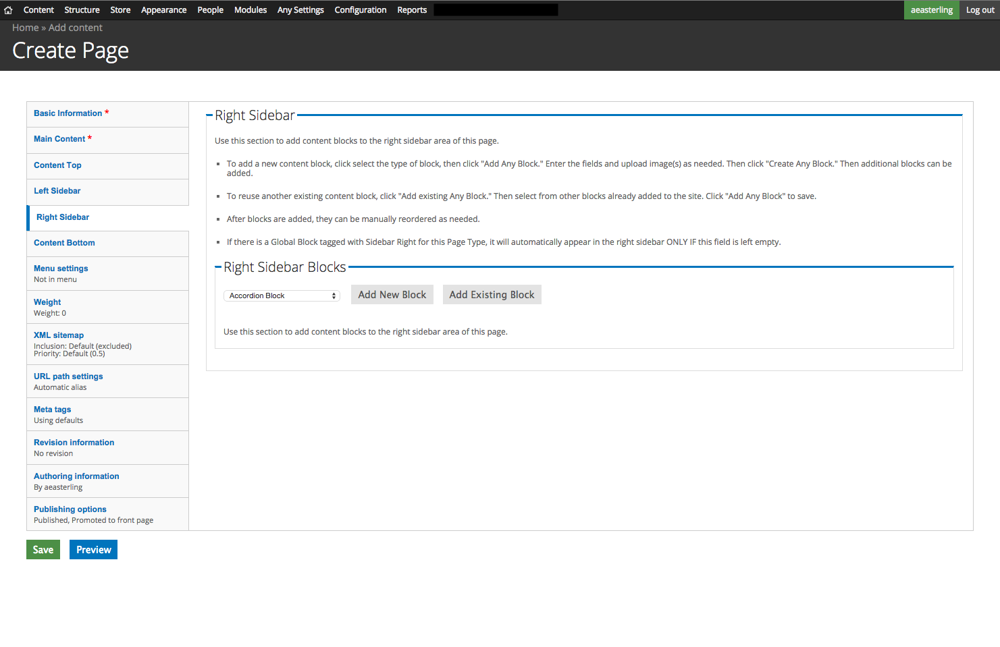 Content Structure Store Appearance People Modules Any Settings Configuration Reports aeasterling Log out
Home » Add content
Create Page
Basic Information *
Main Content *
Content Top
Left Sidebar
Right Sidebar
Content Bottom
Menu settings
Not in menu
Weight
Weight: 0
XML sitemap
Inclusion: Default (excluded)
Priority: Default (0.5)
URL path settings
Automatic alias
Meta tags
Using defaults
Revision information
No revision
Authoring information
By aeasterling
Publishing options
Published, Promoted to front page
Right Sidebar
Use this section to add content blocks to the right sidebar area of this page.
To add a new content block, click select the type of block, then click "Add Any Block." Enter the fields and upload image(s) as needed. Then click "Create Any Block." Then additional blocks can be
added.
To reuse another existing content block, click "Add existing Any Block." Then select from other blocks already added to the site. Click "Add Any Block" to save.
After blocks are added, they can be manually reordered as needed.
If there is a Global Block tagged with Sidebar Right for this Page Type, it will automatically appear in the right sidebar ONLY IF this field is left empty.
Right Sidebar Blocks
Accordion Block Add New Block Add Existing Block
Use this section to add content blocks to the right sidebar area of this page.
Save Preview